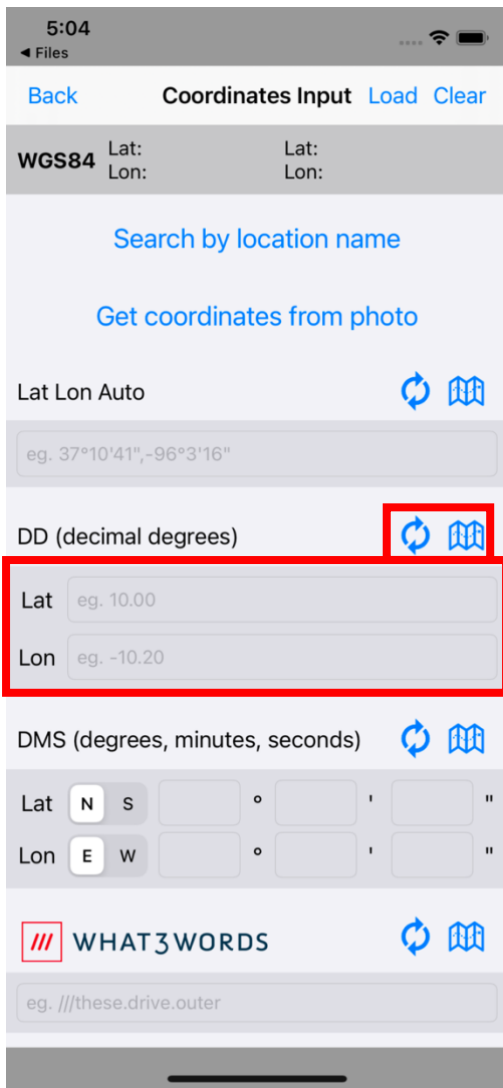 5:04
◀ Files
Back Coordinates Input Load Clear
WGS84 Lat: Lat:
Lon: Lon:
Search by location name
Get coordinates from photo
Lat Lon Auto
eg. 37°10'41",-96°3'16"
DD (decimal degrees)
Lat eg. 10.00
Lon eg. -10.20
DMS (degrees, minutes, seconds)
Lat N S ° ' "
Lon E W ° ' "
/// WHAT3WORDS
eg. ///these.drive.outer